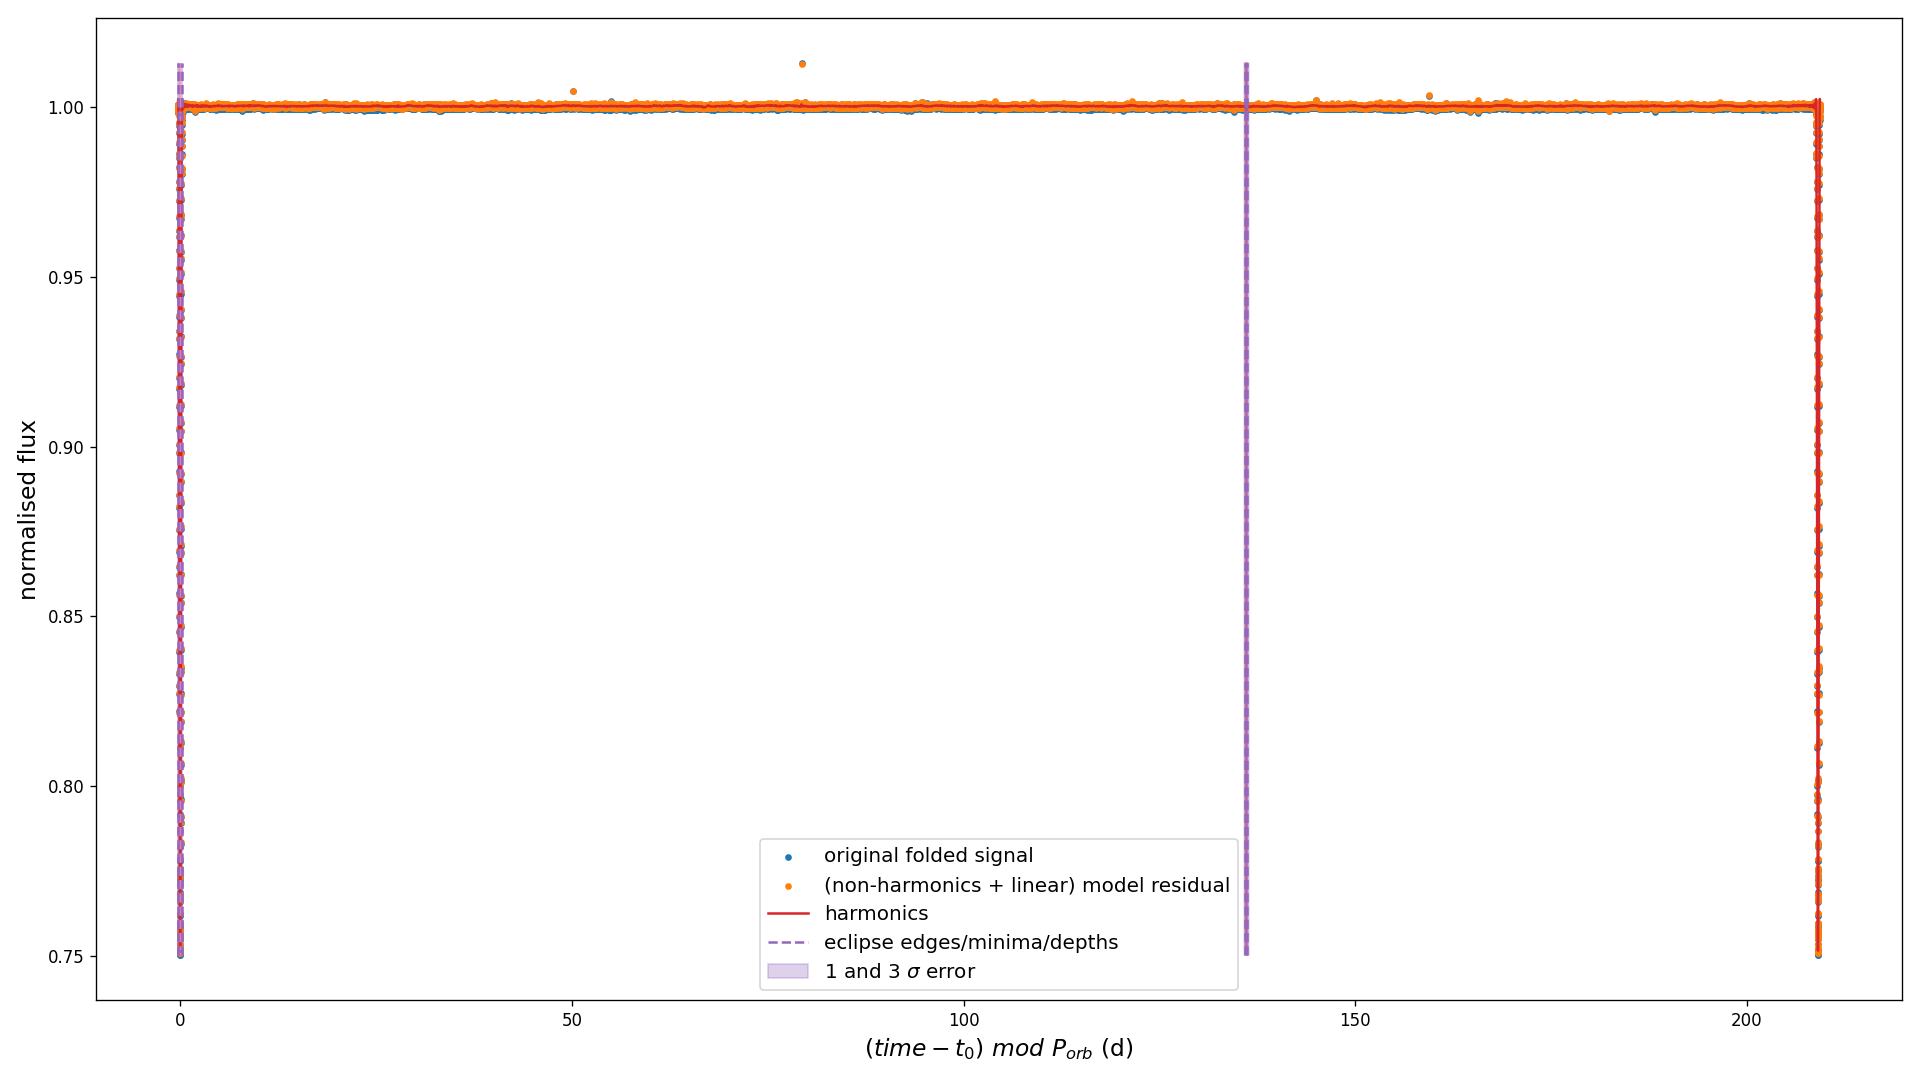 1.00
0.95
0.90
0.85
0.80
0.75
normalised flux
original folded signal
(non-harmonics + linear) model residual
harmonics
eclipse edges/minima/depths
1 and 3 σ error
0 50 100 150 200
(time − t₀) mod P_orb (d)